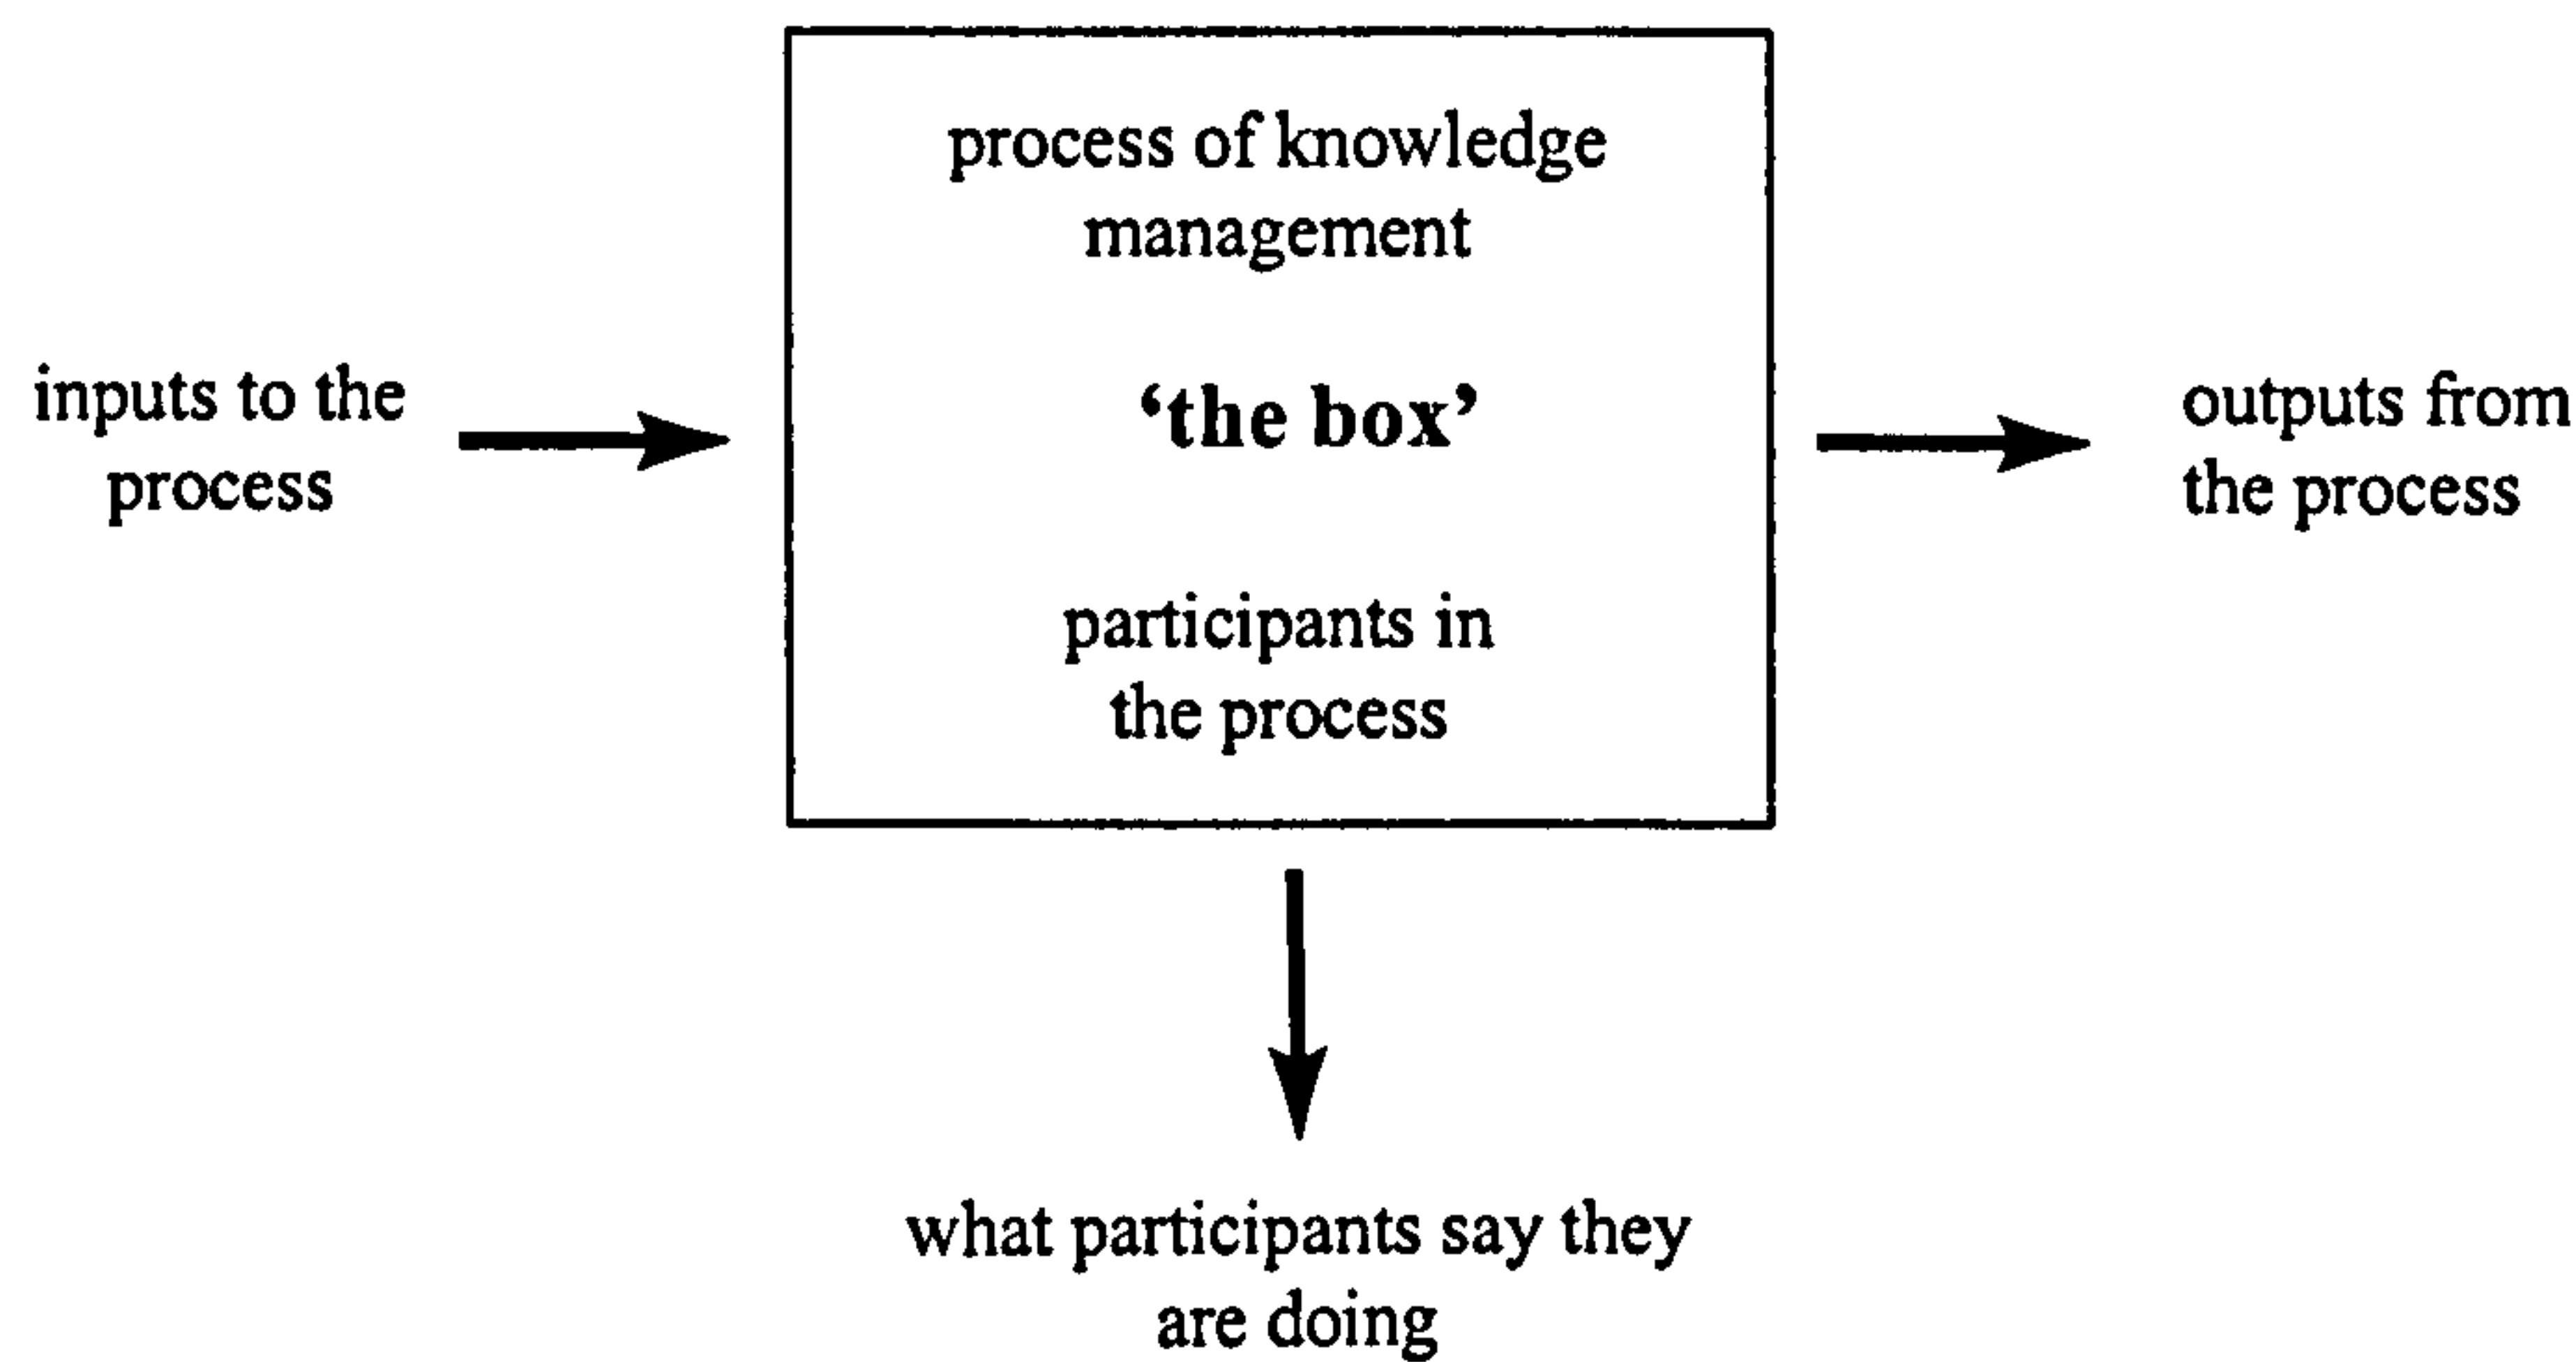 process of knowledge
management
‘the box’
participants in
the process
inputs to the
process
outputs from
the process
what participants say they
are doing